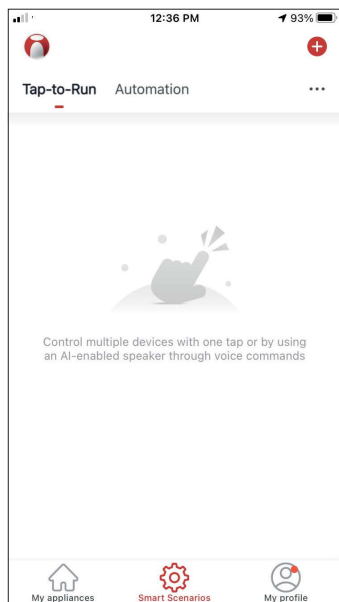 12:36 PM 93%
Tap-to-Run Automation
Control multiple devices with one tap or by using
an AI-enabled speaker through voice commands
My appliances Smart Scenarios My profile